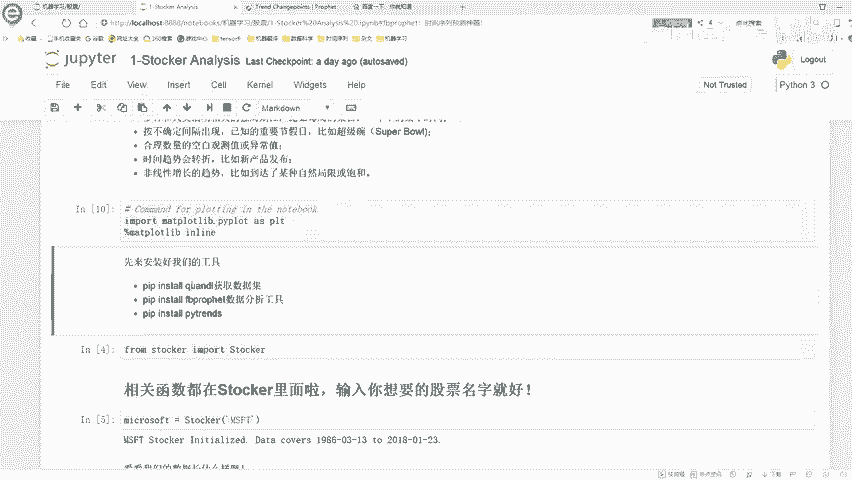 机器学习/股票/
1-Stocker Analysis
Trend Changepoints | Prophet
百度一下，你就知道
http://localhost:8888/notebooks/机器学习/股票/1-Stocker%20Analysis%20.ipynb#fbprophet：时间序列预测神器！
jupyter 1-Stocker Analysis Last Checkpoint: a day ago (autosaved)
Logout
File Edit View Insert Cell Kernel Widgets Help
Not Trusted
Python 3
Markdown
按不确定间隔出现，已知的重要节假日，比如超级碗（Super Bowl);
合理数量的空白观测值或异常值;
时间趋势会转折，比如新产品发布;
非线性增长的趋势，比如到达了某种自然局限或饱和。
In [10]: # Command for plotting in the notebook
import matplotlib.pyplot as plt
%matplotlib inline
先来安装好我们的工具
pip install quandl获取数据集
pip install fbprophet数据分析工具
pip install pytrends
In [4]: from stocker import Stocker
相关函数都在Stocker里面啦，输入你想要的股票名字就好！
In [5]: microsoft = Stocker('MSFT')
MSFT Stocker Initialized. Data covers 1986-03-13 to 2018-01-23.